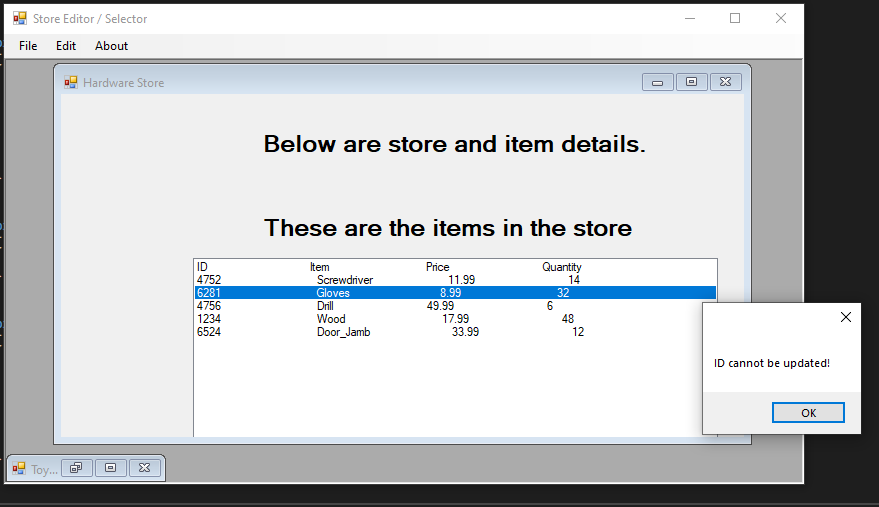 Store Editor / Selector
File Edit About
Hardware Store
Below are store and item details.
These are the items in the store
ID Item Price Quantity
4752 Screwdriver 11.99 14
6281 Gloves 8.99 32
4756 Drill 49.99 6
1234 Wood 17.99 48
6524 Door_Jamb 33.99 12
ID cannot be updated!
OK
Toy...